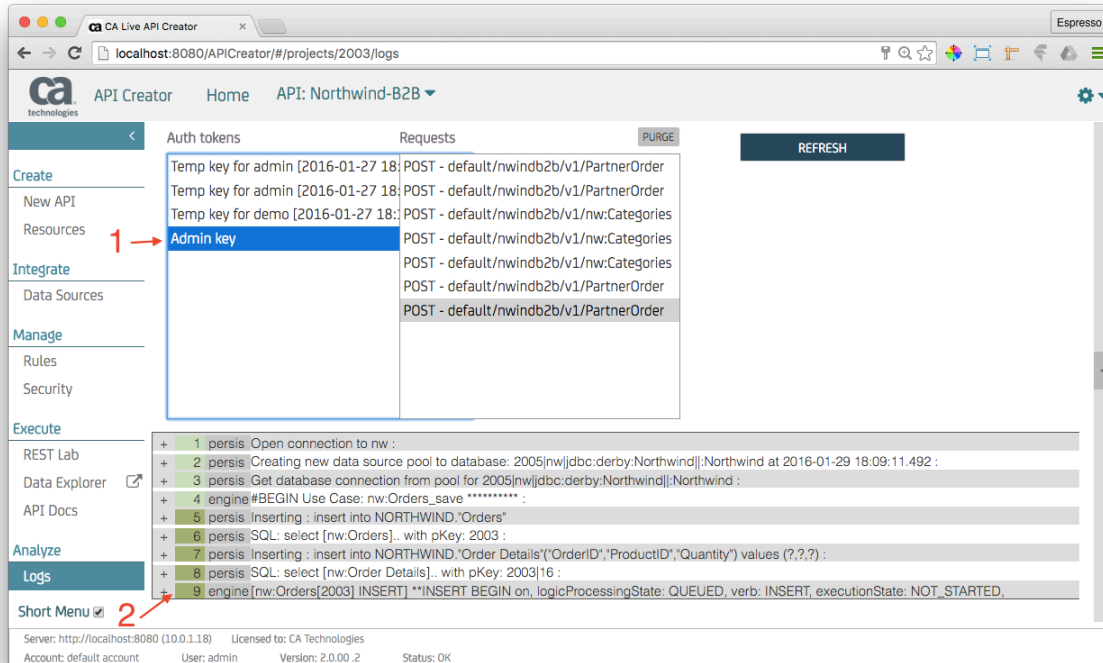 CA Live API Creator
Espresso
localhost:8080/APICreator/#/projects/2003/logs
ca technologies
API Creator
Home
API: Northwind-B2B
Auth tokens
Requests
PURGE
REFRESH
Create
New API
Resources
Integrate
Data Sources
Manage
Rules
Security
Execute
REST Lab
Data Explorer
API Docs
Analyze
Logs
Short Menu
Temp key for admin [2016-01-27 18:
Temp key for admin [2016-01-27 18:
Temp key for demo [2016-01-27 18:
1
Admin key
POST - default/nwindb2b/v1/PartnerOrder
POST - default/nwindb2b/v1/PartnerOrder
POST - default/nwindb2b/v1/nw:Categories
POST - default/nwindb2b/v1/nw:Categories
POST - default/nwindb2b/v1/nw:Categories
POST - default/nwindb2b/v1/PartnerOrder
POST - default/nwindb2b/v1/PartnerOrder
+ 1 persis Open connection to nw :
+ 2 persis Creating new data source pool to database: 2005|nw|jdbc:derby:Northwind||:Northwind at 2016-01-29 18:09:11.492 :
+ 3 persis Get database connection from pool for 2005|nw|jdbc:derby:Northwind||:Northwind :
+ 4 engine #BEGIN Use Case: nw:Orders_save ********** :
+ 5 persis Inserting : insert into NORTHWIND."Orders"
+ 6 persis SQL: select [nw:Orders].. with pKey: 2003 :
+ 7 persis Inserting : insert into NORTHWIND."Order Details"("OrderID","ProductID","Quantity") values (?,?,?) :
+ 8 persis SQL: select [nw:Order Details].. with pKey: 2003|16 :
+ 9 engine [nw:Orders[2003] INSERT] **INSERT BEGIN on, logicProcessingState: QUEUED, verb: INSERT, executionState: NOT_STARTED,
2
Server: http://localhost:8080 (10.0.1.18) Licensed to: CA Technologies
Account: default account User: admin Version: 2.0.00 .2 Status: OK